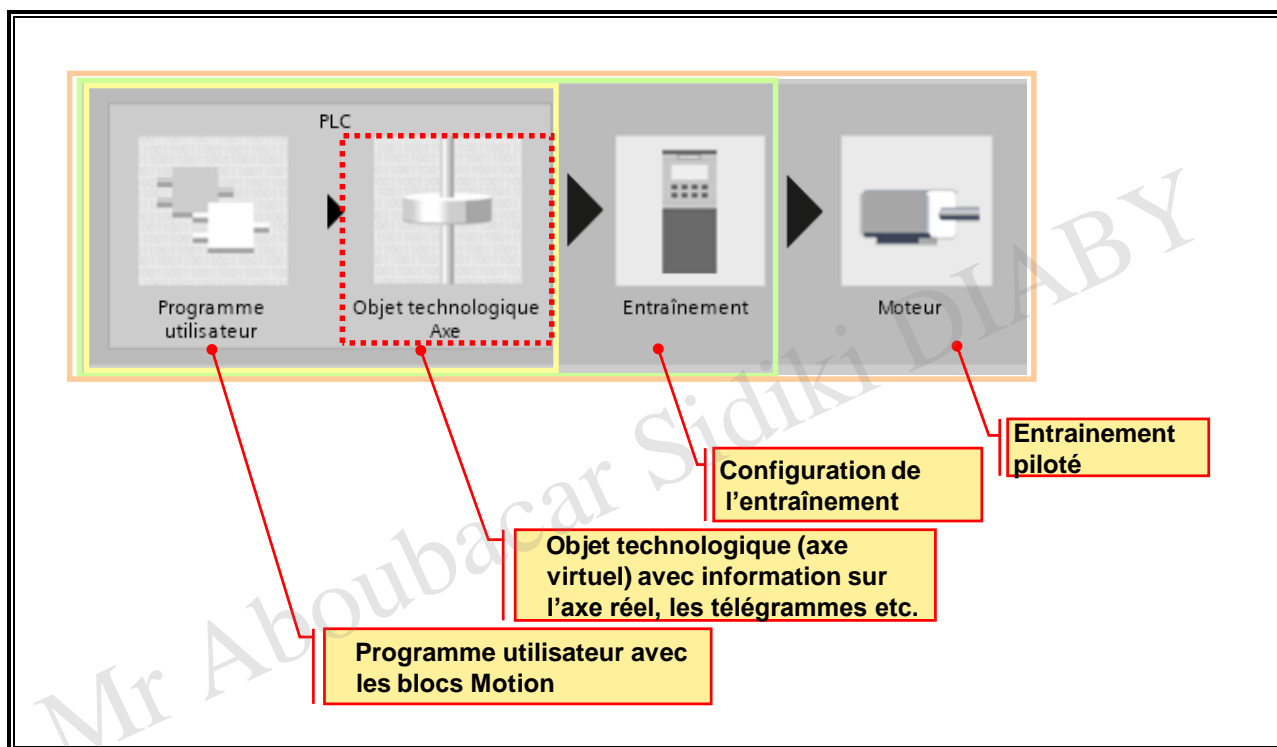 PLC
Programme
utilisateur
Objet technologique
Axe
Entraînement
Moteur
Entrainement
piloté
Configuration de
l'entraînement
Objet technologique (axe
virtuel) avec information sur
l'axe réel, les télégrammes etc.
Programme utilisateur avec
les blocs Motion
Mr Aboubacar Sidiki DIABY